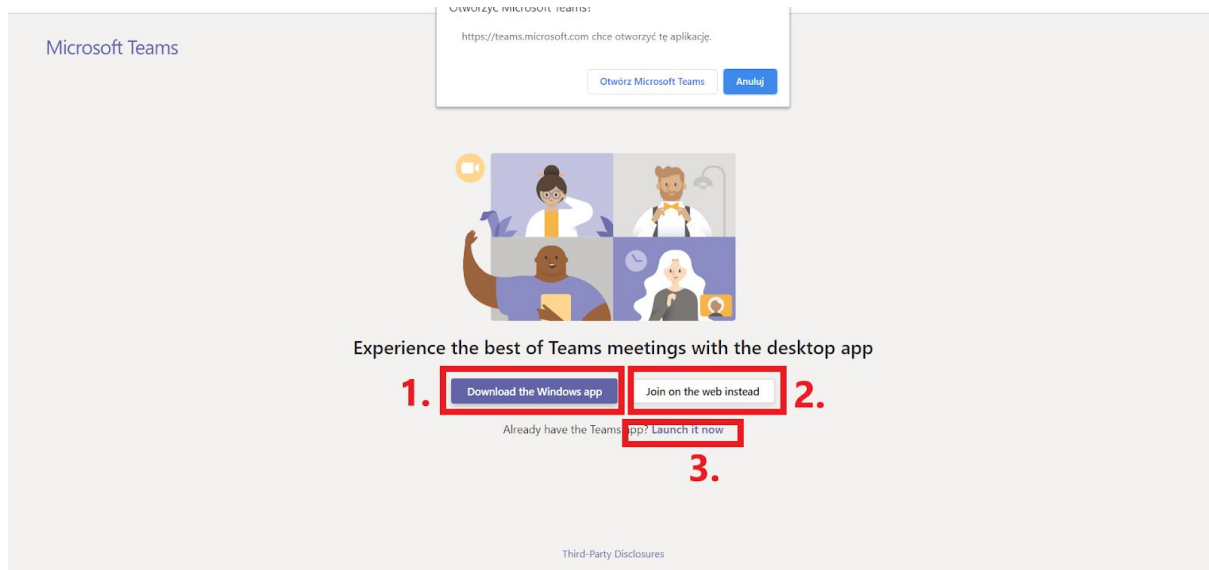 Otworzyć Microsoft Teams?
https://teams.microsoft.com chce otworzyć tę aplikację.
Microsoft Teams
Otwórz Microsoft Teams Anuluj
Experience the best of Teams meetings with the desktop app
1. Download the Windows app Join on the web instead 2.
Already have the Teams app? Launch it now
3.
Third-Party Disclosures